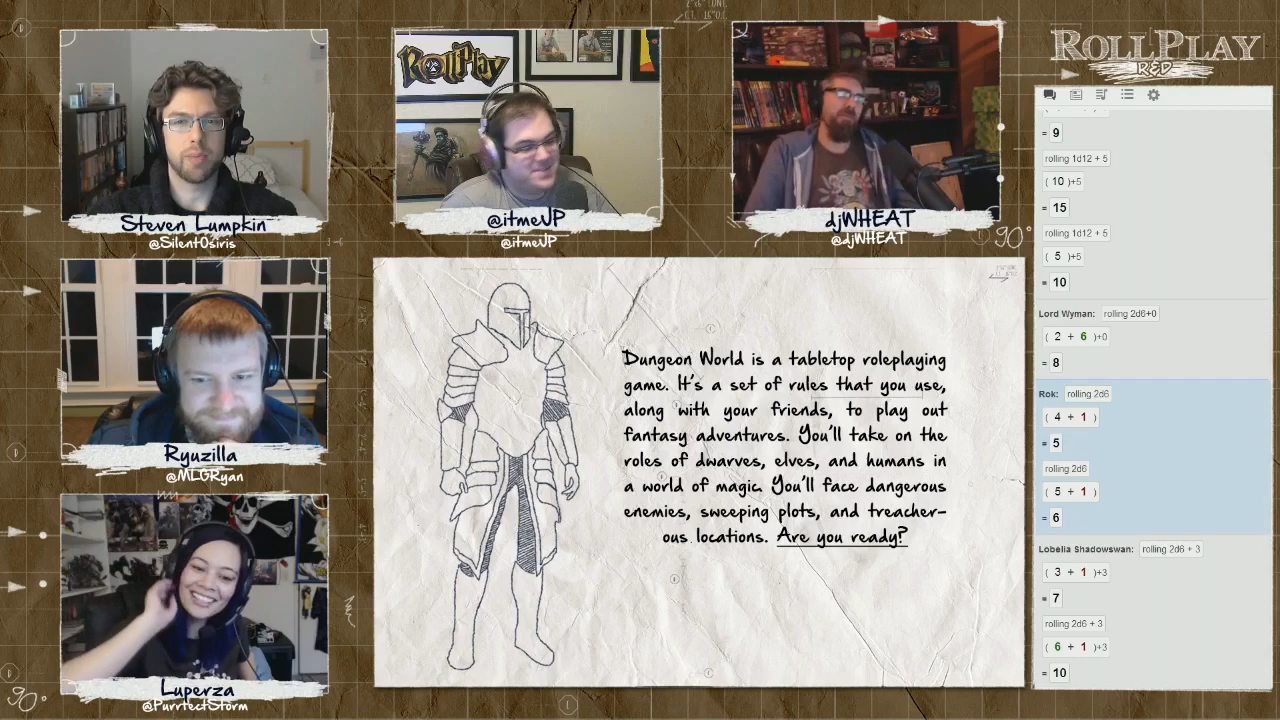 ROLLPLAY
R&D
RollPlay
Steven Lumpkin
@SilentOsiris
@itmeJP
@itmeJP
djWHEAT
@djWHEAT
90°
Ryuzilla
@MLGRyan
Luperza
@PurrtectStorm
90°
Dungeon World is a tabletop roleplaying
game. It's a set of rules that you use,
along with your friends, to play out
fantasy adventures. You'll take on the
roles of dwarves, elves, and humans in
a world of magic. You'll face dangerous
enemies, sweeping plots, and treacher-
ous locations. Are you ready?
= 9
rolling 1d12 + 5
( 10 )+5
= 15
rolling 1d12 + 5
( 5 )+5
= 10
Lord Wyman: rolling 2d6+0
( 2 + 6 )+0
= 8
Rok: rolling 2d6
( 4 + 1 )
= 5
rolling 2d6
( 5 + 1 )
= 6
Lobelia Shadowswan: rolling 2d6 + 3
( 3 + 1 )+3
= 7
rolling 2d6 + 3
( 6 + 1 )+3
= 10